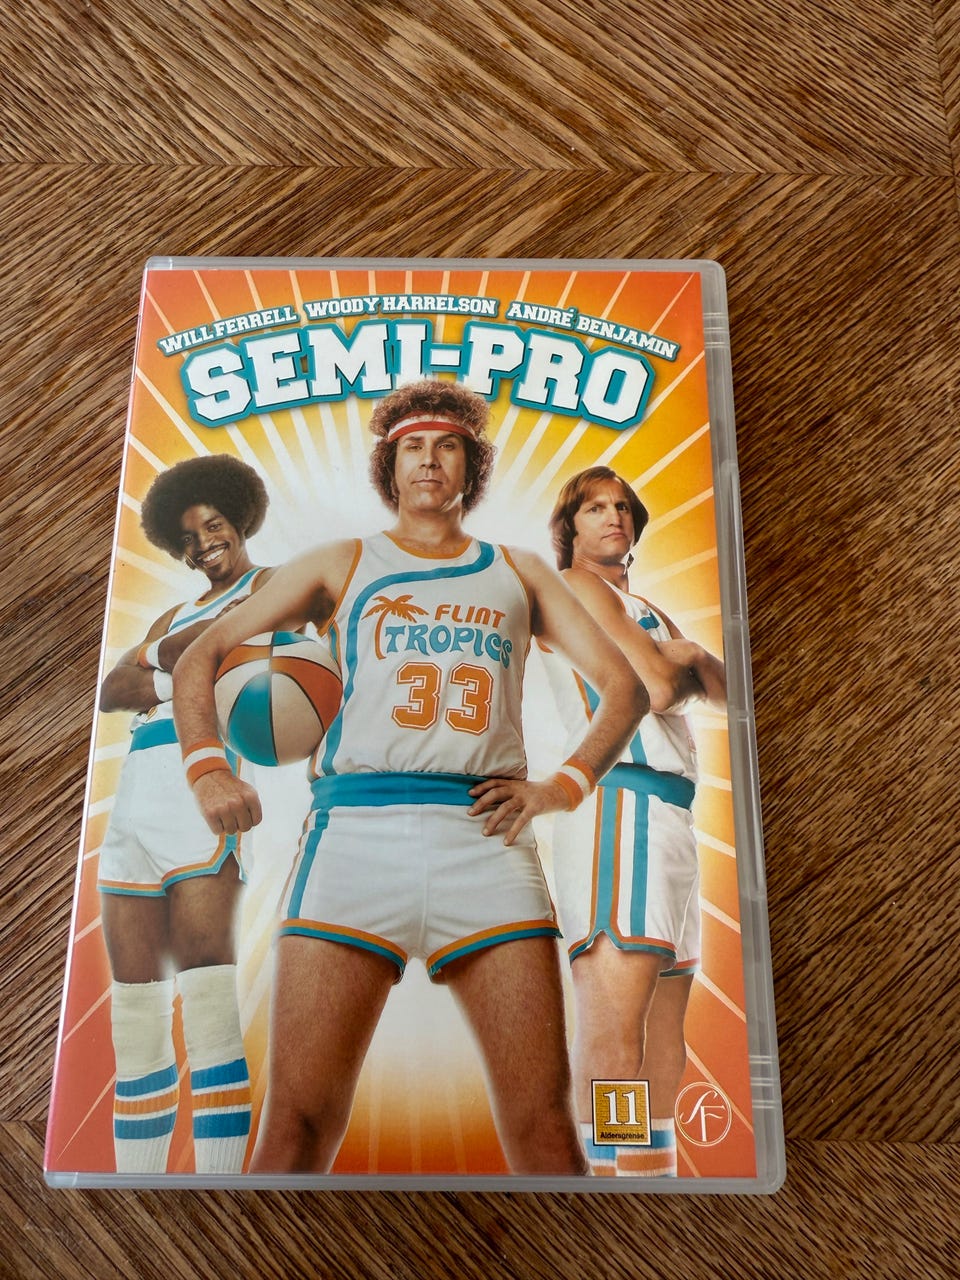 WILL FERRELL WOODY HARRELSON ANDRÉ BENJAMIN
SEMI-PRO
FLINT
TROPICS
33
11
Aldersgrense
SF